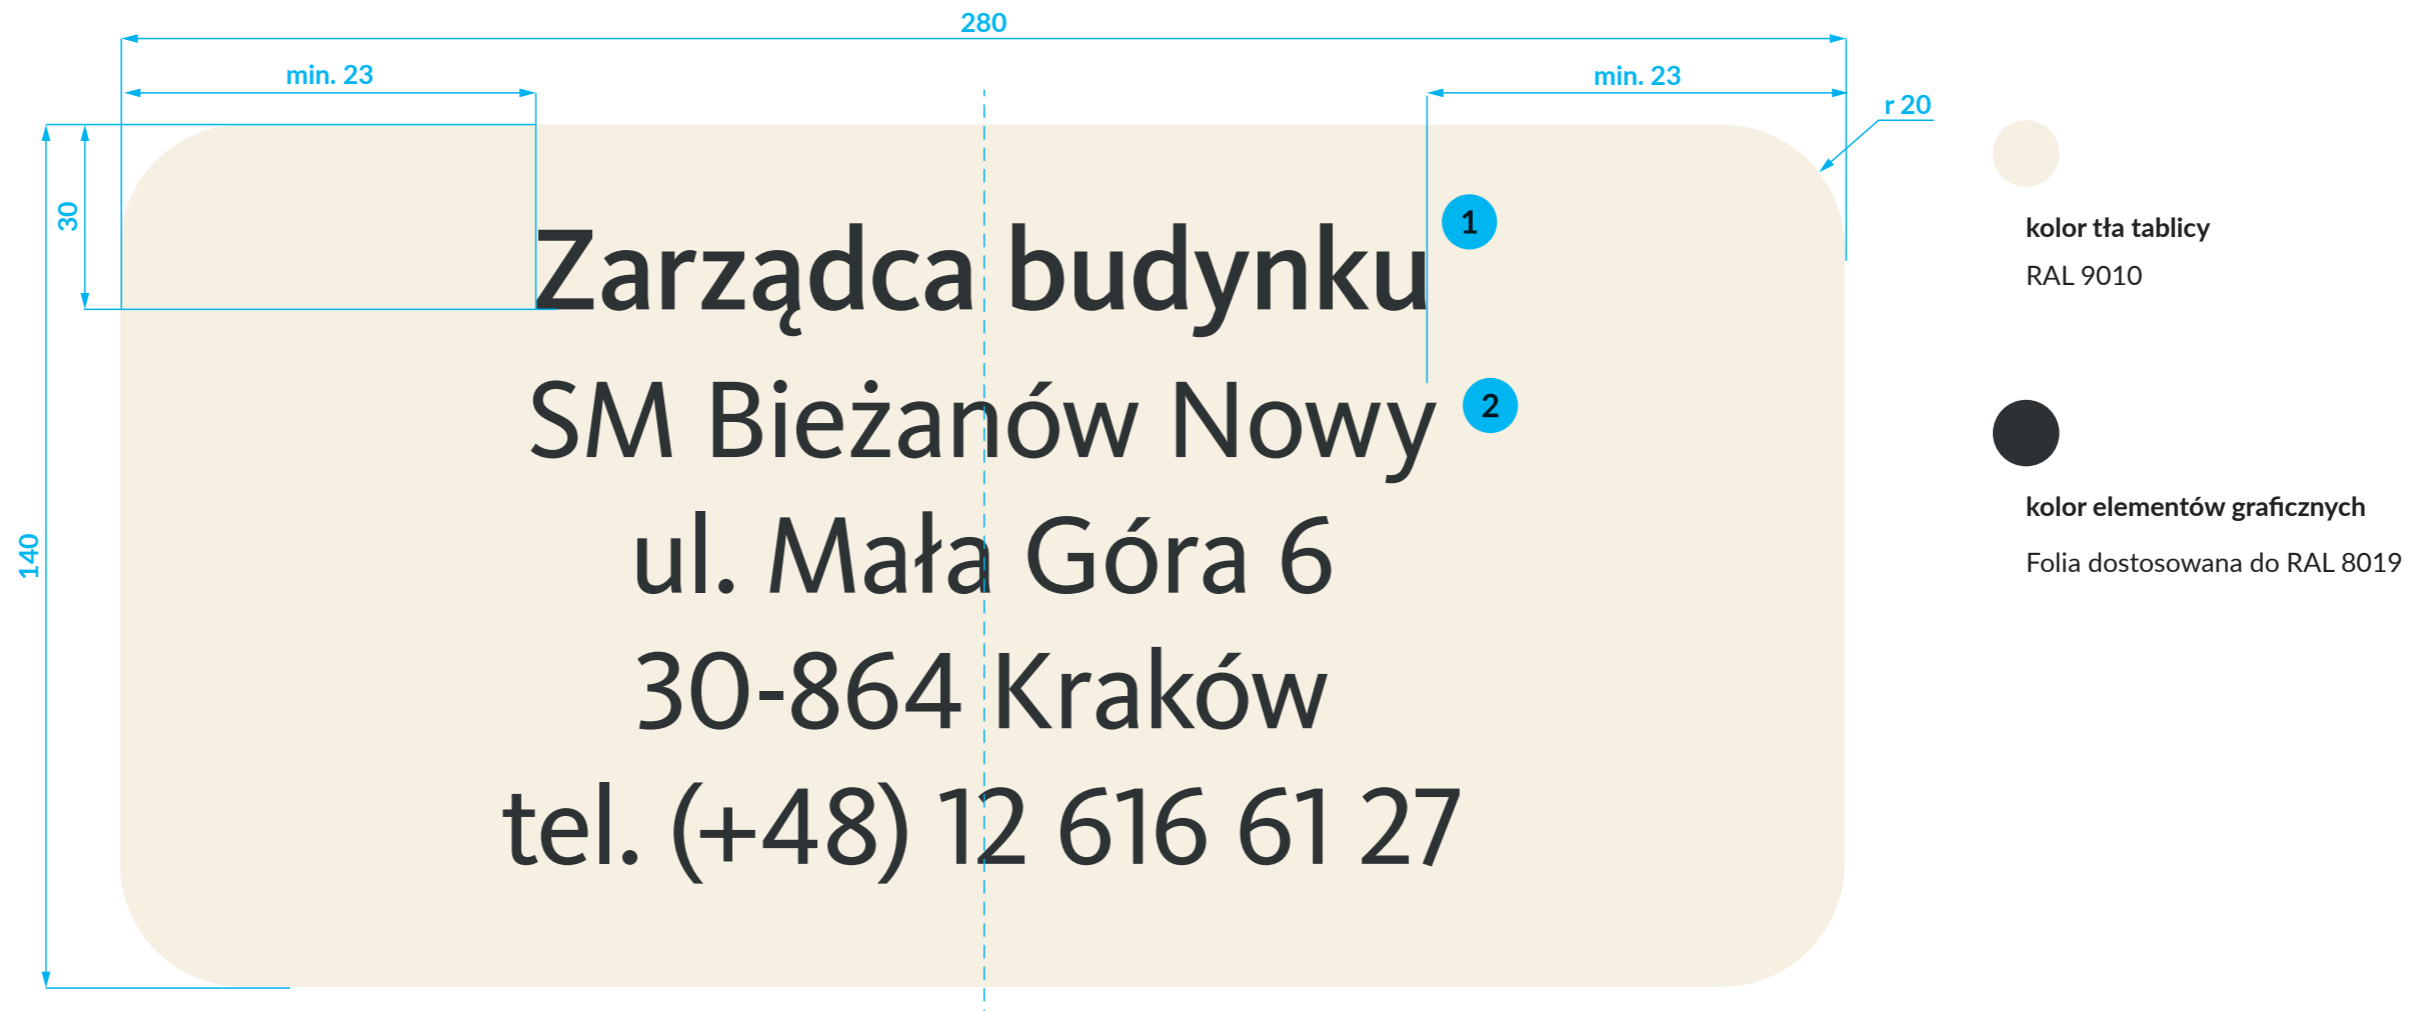 280
min. 23
min. 23
r 20
30
140
Zarządca budynku 1
SM Bieżanów Nowy 2
ul. Mała Góra 6
30-864 Kraków
tel. (+48) 12 616 61 27
kolor tła tablicy
RAL 9010
kolor elementów graficznych
Folia dostosowana do RAL 8019